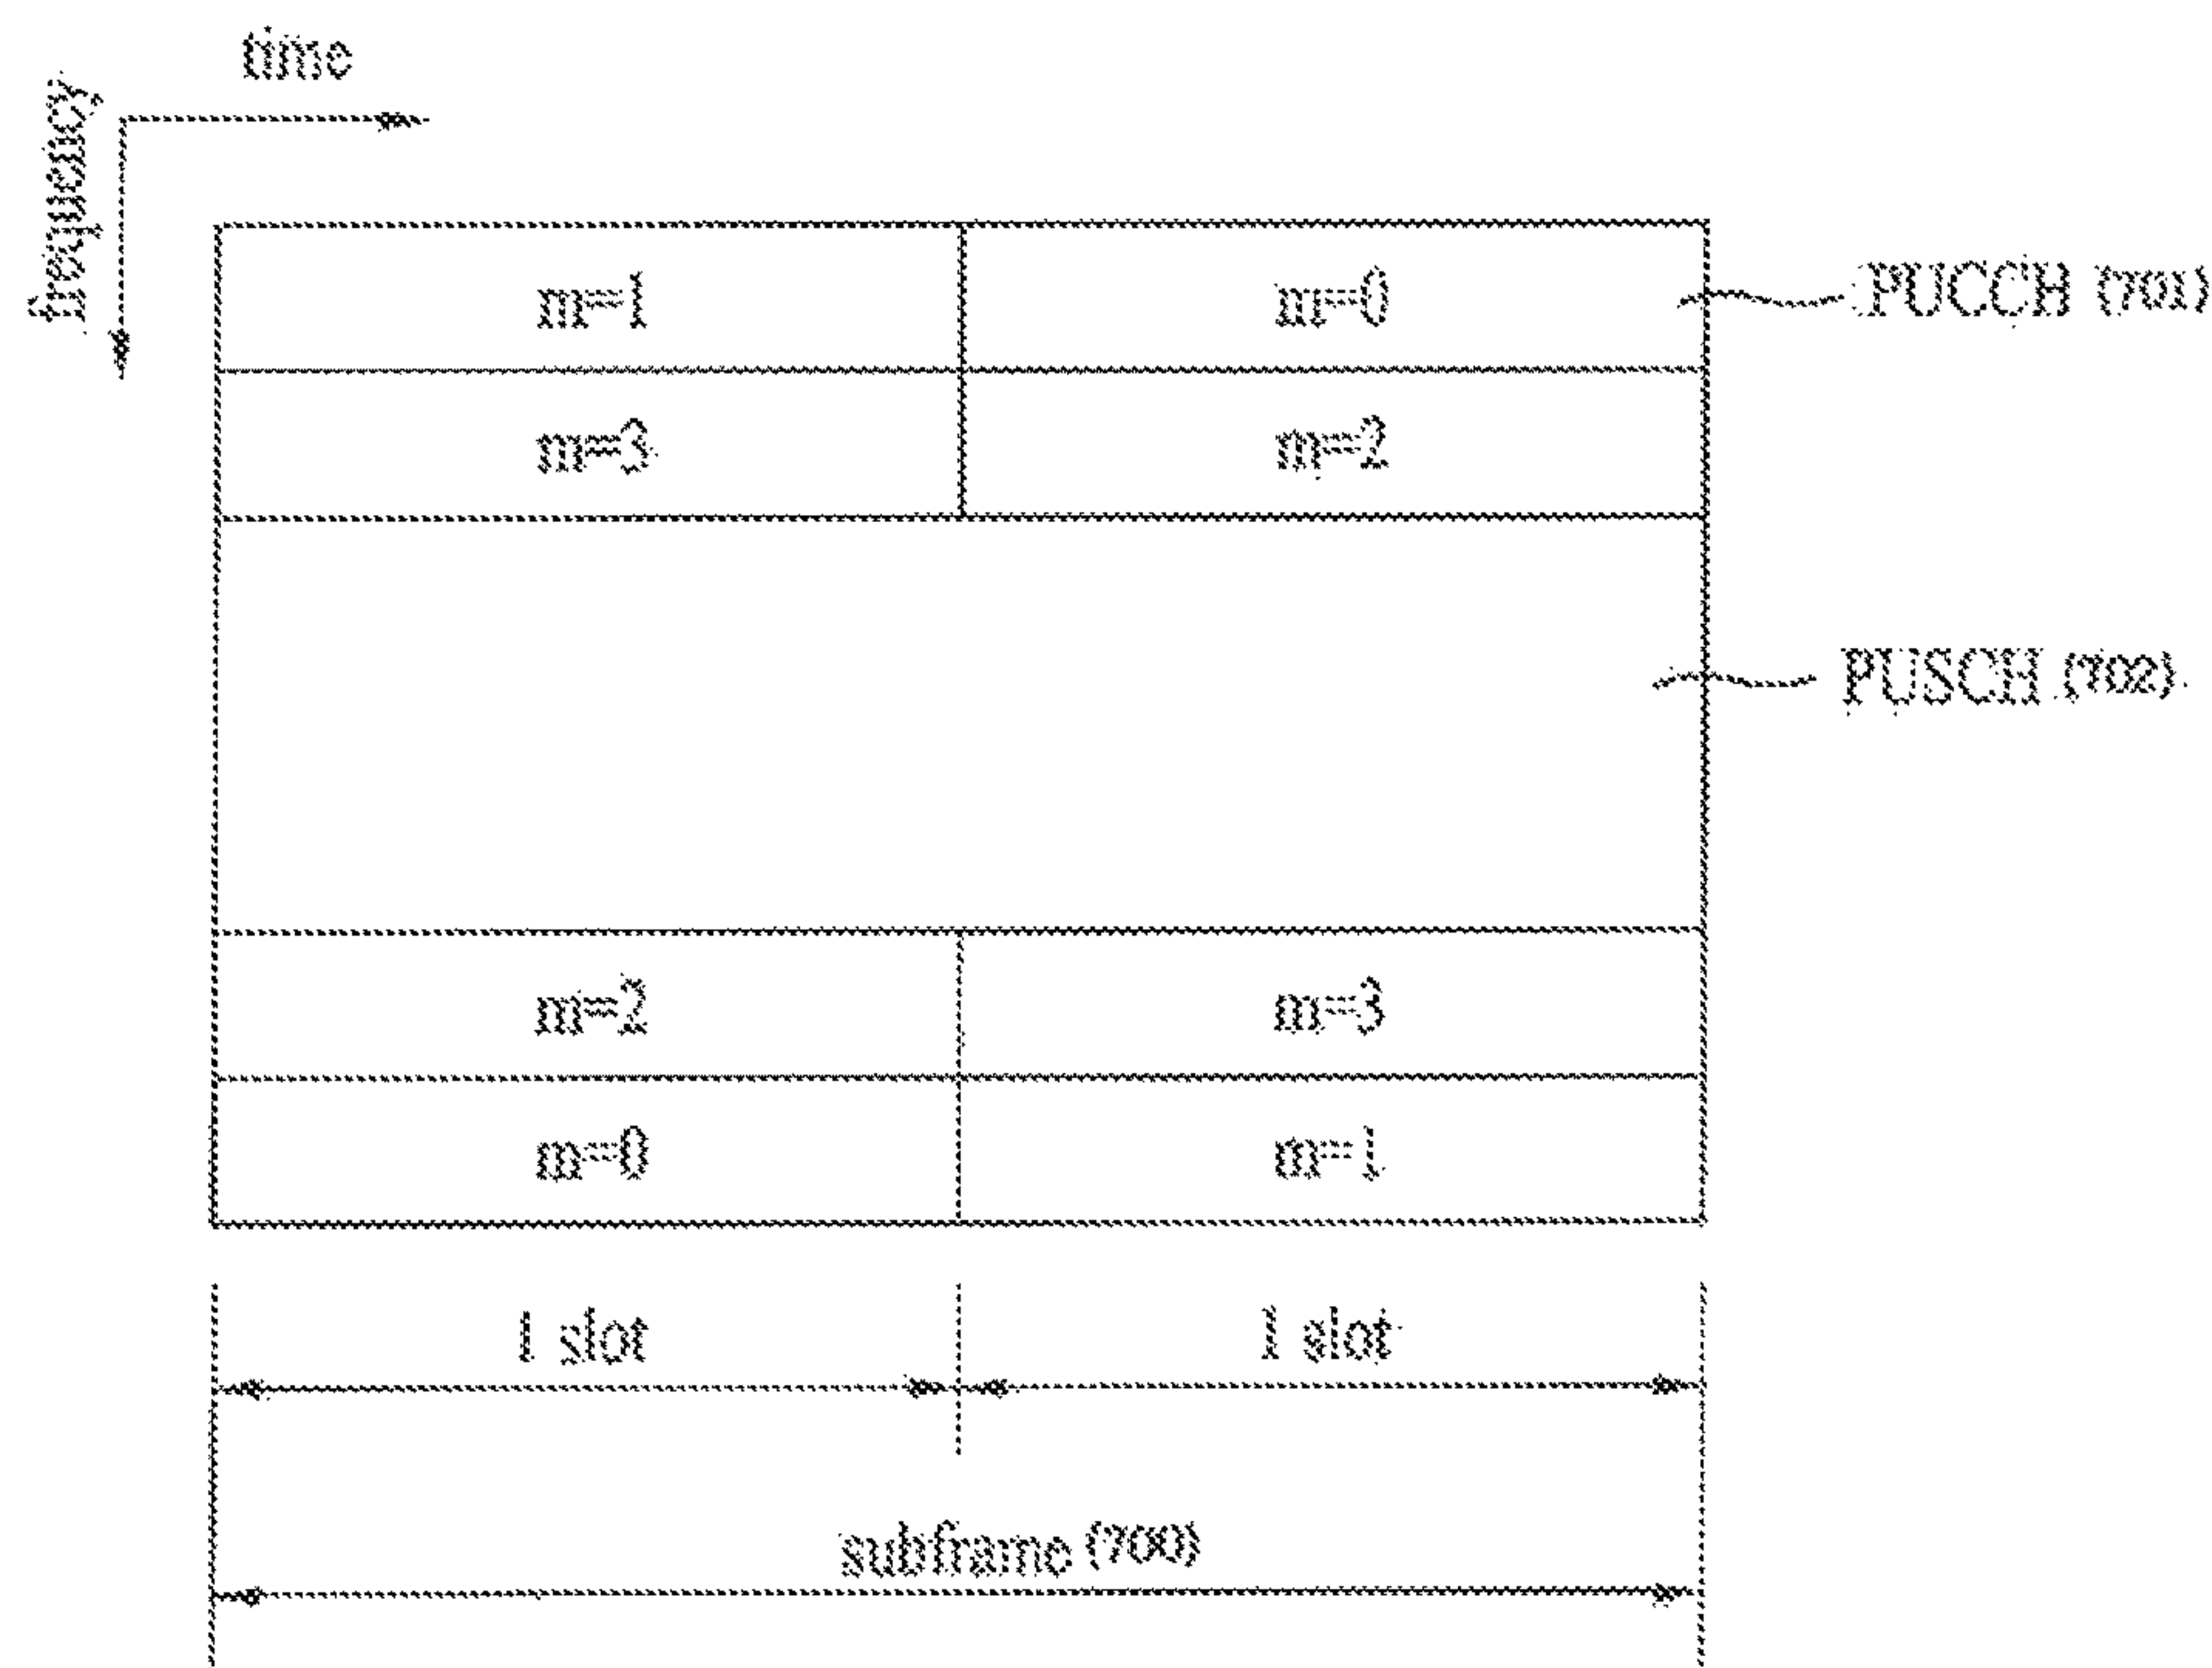 time
frequency
m=1 m=0 PUCCH (701)
m=3 m=2
PUSCH (702)
m=2 m=3
m=0 m=1
1 slot 1 slot
subframe (700)